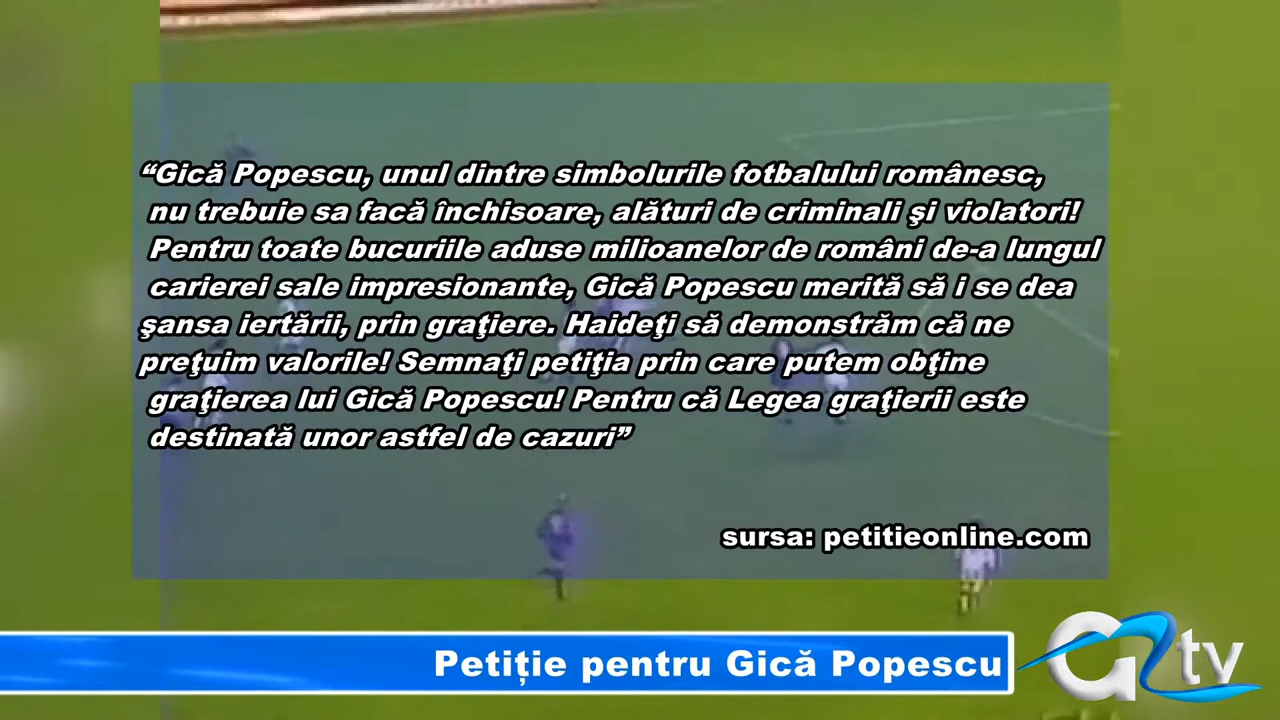 “Gică Popescu, unul dintre simbolurile fotbalului românesc,
nu trebuie sa facă închisoare, alături de criminali şi violatori!
Pentru toate bucuriile aduse milioanelor de români de-a lungul
carierei sale impresionante, Gică Popescu merită să i se dea
şansa iertării, prin graţiere. Haideţi să demonstrăm că ne
preţuim valorile! Semnaţi petiţia prin care putem obţine
graţierea lui Gică Popescu! Pentru că Legea graţierii este
destinată unor astfel de cazuri”
sursa: petitieonline.com
Petiție pentru Gică Popescu
G2tv